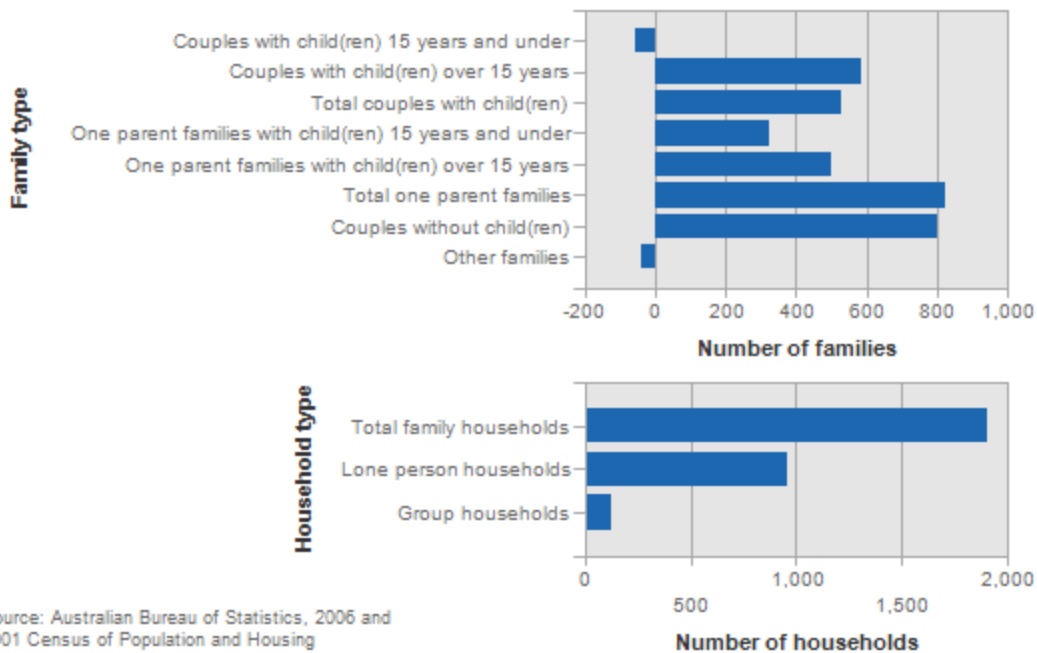 Family type
Couples with child(ren) 15 years and under
Couples with child(ren) over 15 years
Total couples with child(ren)
One parent families with child(ren) 15 years and under
One parent families with child(ren) over 15 years
Total one parent families
Couples without child(ren)
Other families
-200 0 200 400 600 800 1,000
Number of families
Household type
Total family households
Lone person households
Group households
0 1,000 2,000
500 1,500
Number of households
ource: Australian Bureau of Statistics, 2006 and
001 Census of Population and Housing